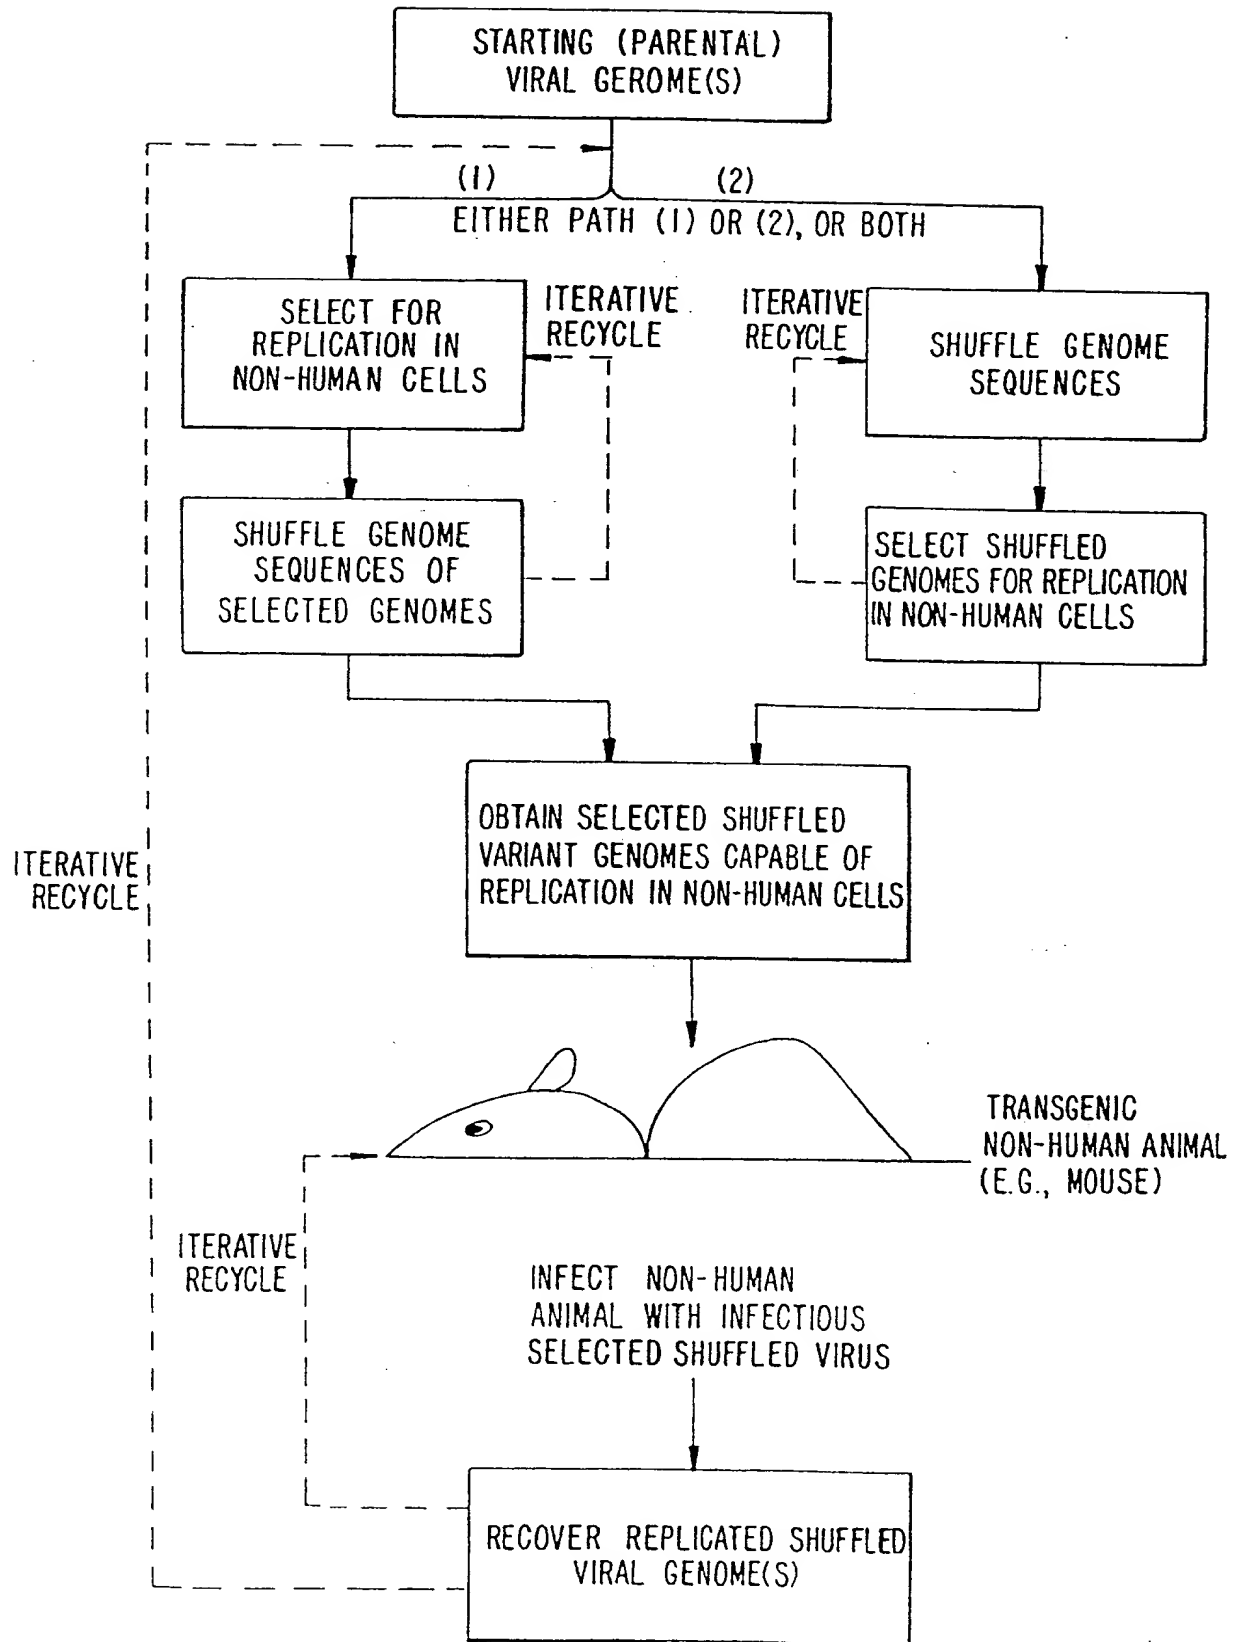 STARTING (PARENTAL)
VIRAL GEROME(S)
(1)
(2)
EITHER PATH (1) OR (2), OR BOTH
SELECT FOR
REPLICATION IN
NON-HUMAN CELLS
ITERATIVE
RECYCLE
ITERATIVE
RECYCLE
SHUFFLE GENOME
SEQUENCES
SHUFFLE GENOME
SEQUENCES OF
SELECTED GENOMES
SELECT SHUFFLED
GENOMES FOR REPLICATION
IN NON-HUMAN CELLS
OBTAIN SELECTED SHUFFLED
VARIANT GENOMES CAPABLE OF
REPLICATION IN NON-HUMAN CELLS
ITERATIVE
RECYCLE
TRANSGENIC
NON-HUMAN ANIMAL
(E.G., MOUSE)
ITERATIVE
RECYCLE
INFECT NON-HUMAN
ANIMAL WITH INFECTIOUS
SELECTED SHUFFLED VIRUS
RECOVER REPLICATED SHUFFLED
VIRAL GENOME(S)